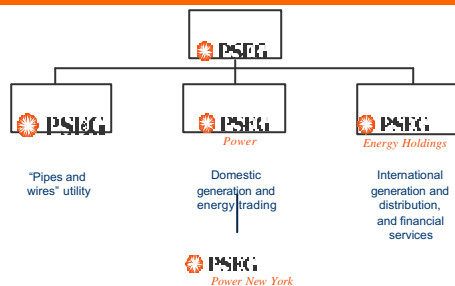 PSEG
PSEG
PSEG
Power
PSEG
Energy Holdings
"Pipes and
wires" utility
Domestic
generation and
energy trading
International
generation and
distribution,
and financial
services
PSEG
Power New York